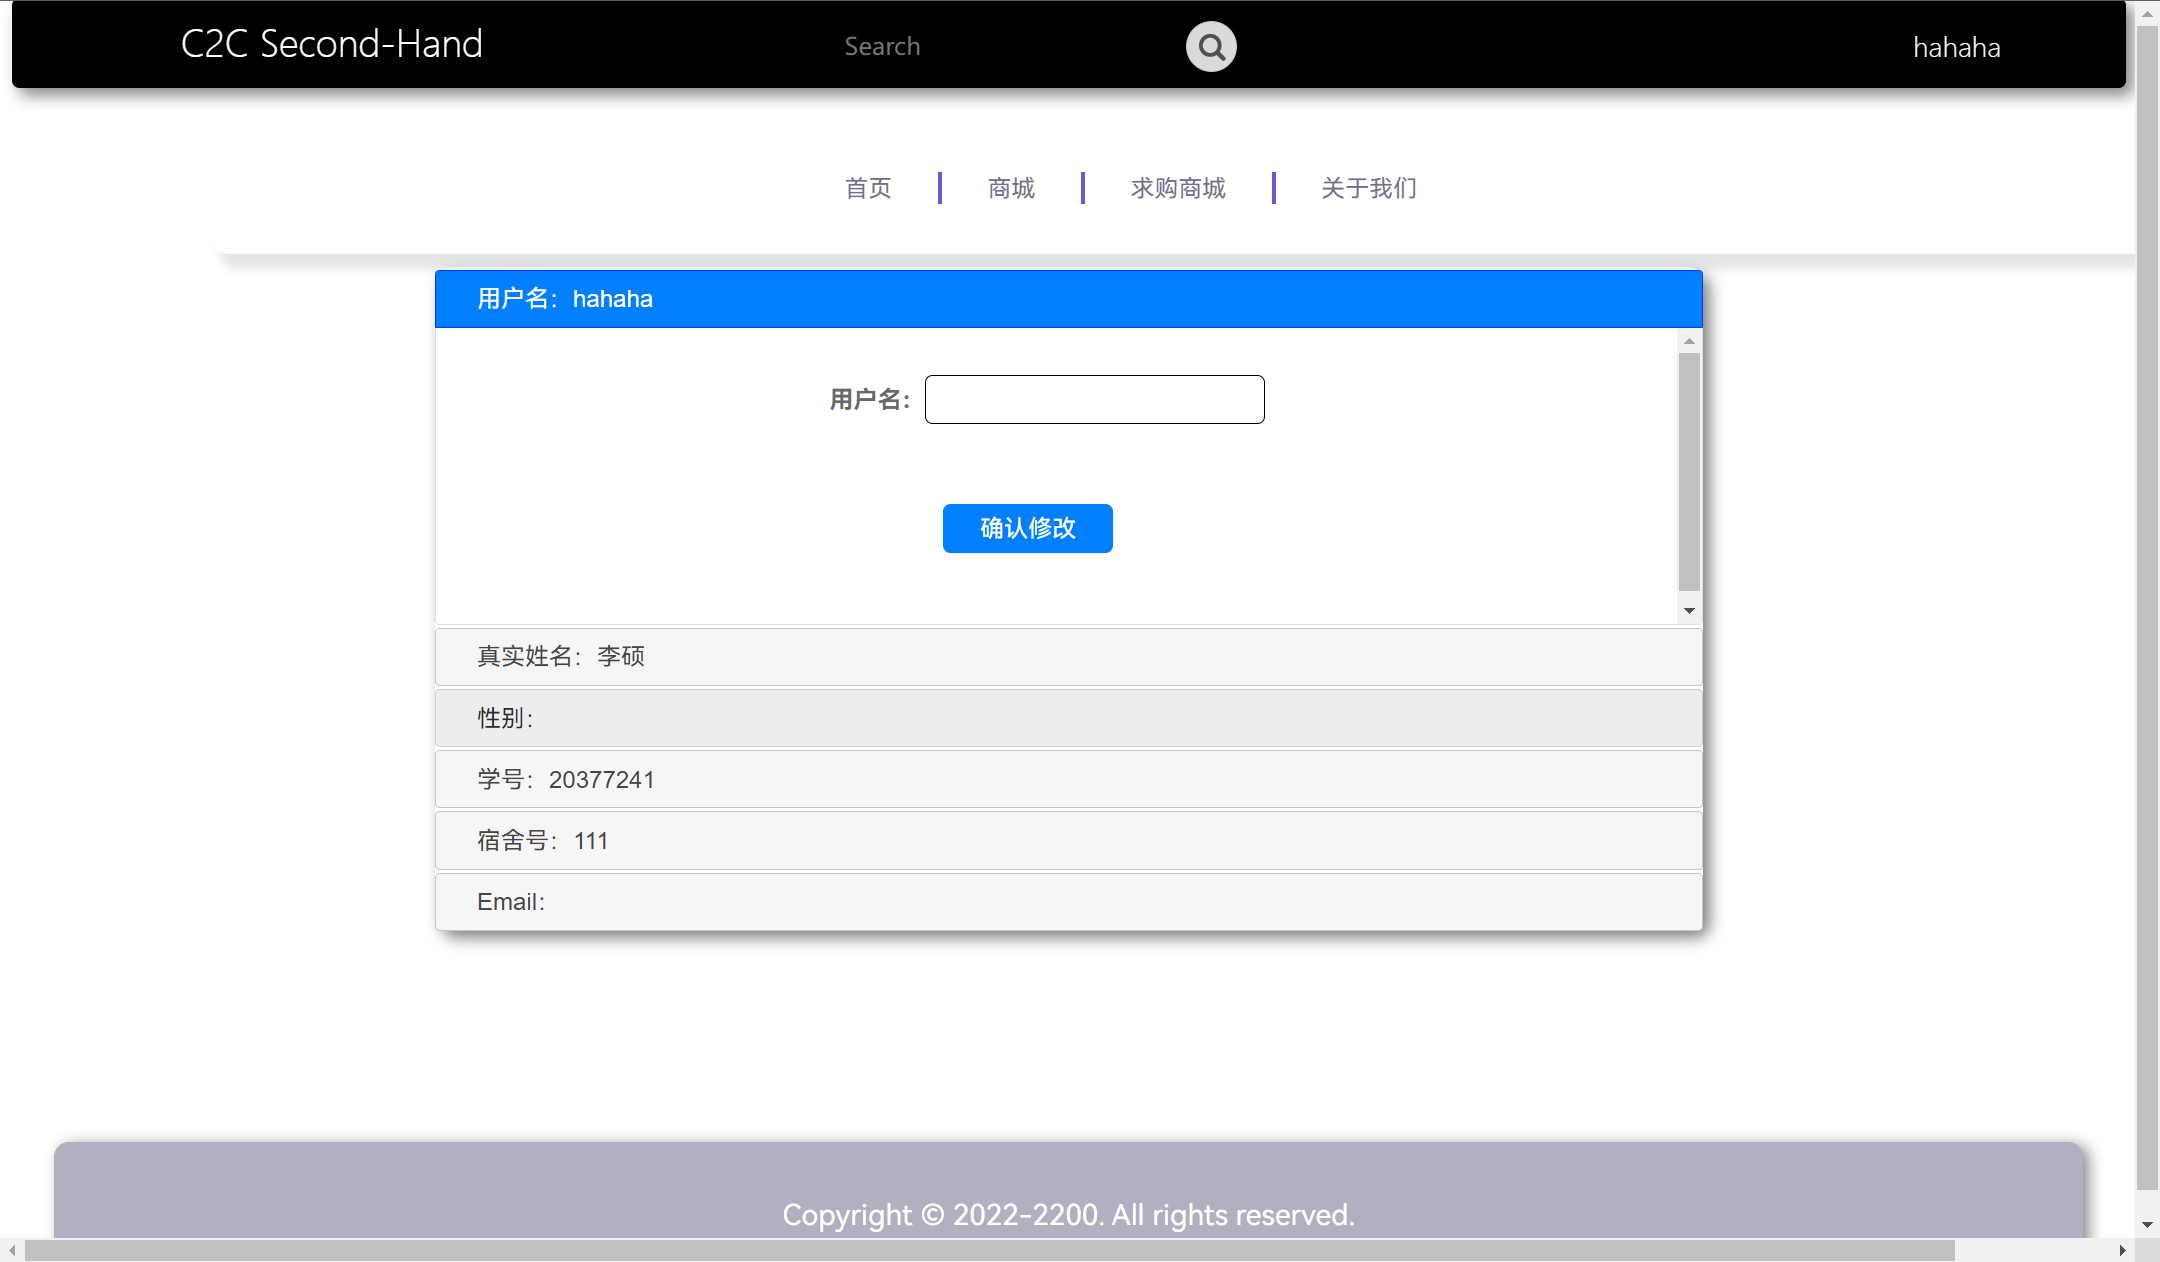 C2C Second-Hand
Search
hahaha
首页
商城
求购商城
关于我们
用户名：hahaha
用户名：
确认修改
真实姓名：李硕
性别：
学号：20377241
宿舍号：111
Email：
Copyright © 2022-2200. All rights reserved.